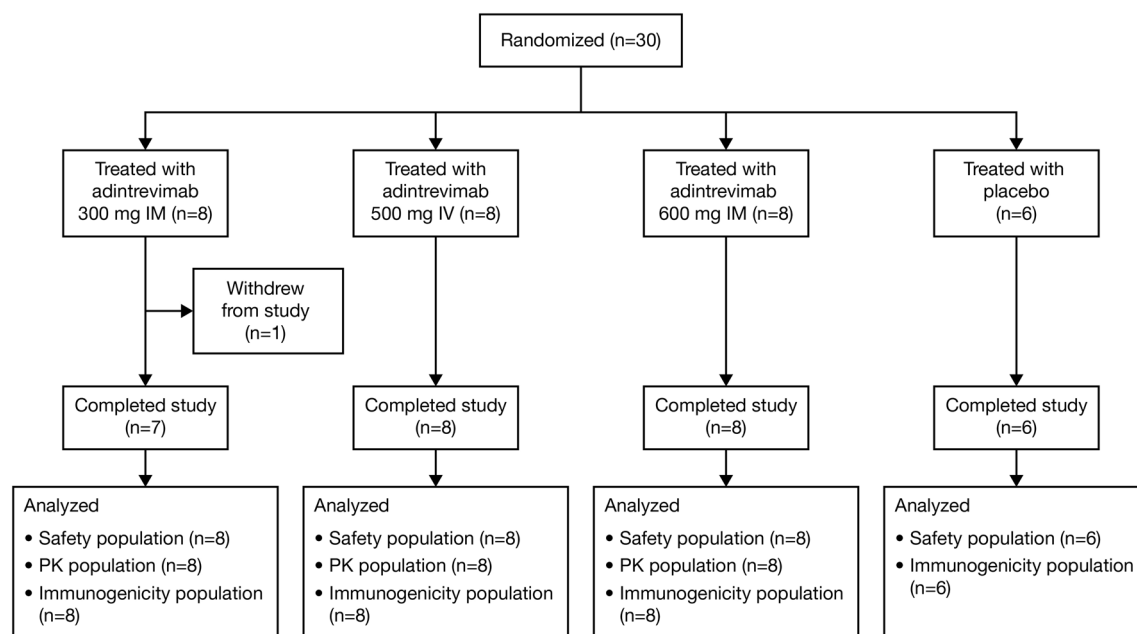 Randomized (n=30)
Treated with
adintrevimab
300 mg IM (n=8)
Treated with
adintrevimab
500 mg IV (n=8)
Treated with
adintrevimab
600 mg IM (n=8)
Treated with
placebo
(n=6)
Withdrew
from study
(n=1)
Completed study
(n=7)
Completed study
(n=8)
Completed study
(n=8)
Completed study
(n=6)
Analyzed
• Safety population (n=8)
• PK population (n=8)
• Immunogenicity population
(n=8)
Analyzed
• Safety population (n=8)
• PK population (n=8)
• Immunogenicity population
(n=8)
Analyzed
• Safety population (n=8)
• PK population (n=8)
• Immunogenicity population
(n=8)
Analyzed
• Safety population (n=6)
• Immunogenicity population
(n=6)